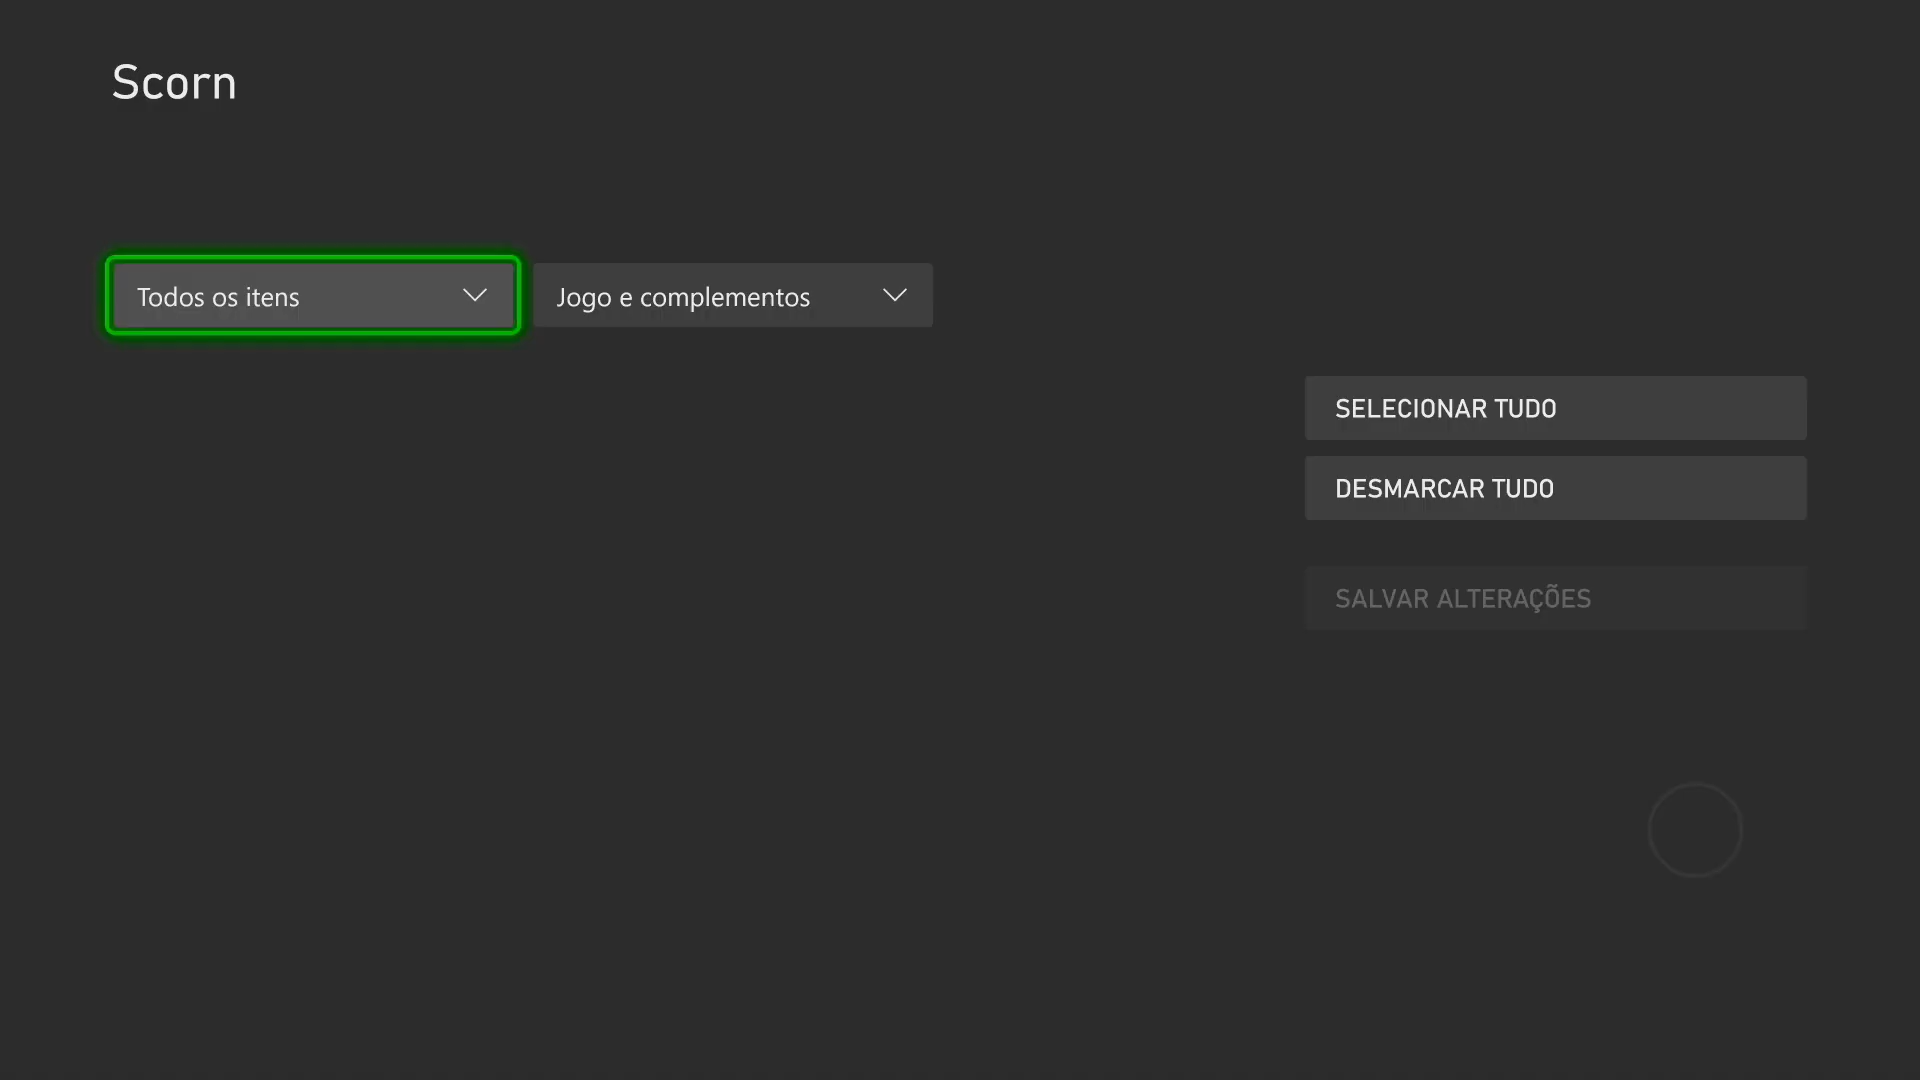 Scorn
Todos os itens
Jogo e complementos
SELECIONAR TUDO
DESMARCAR TUDO
SALVAR ALTERAÇÕES